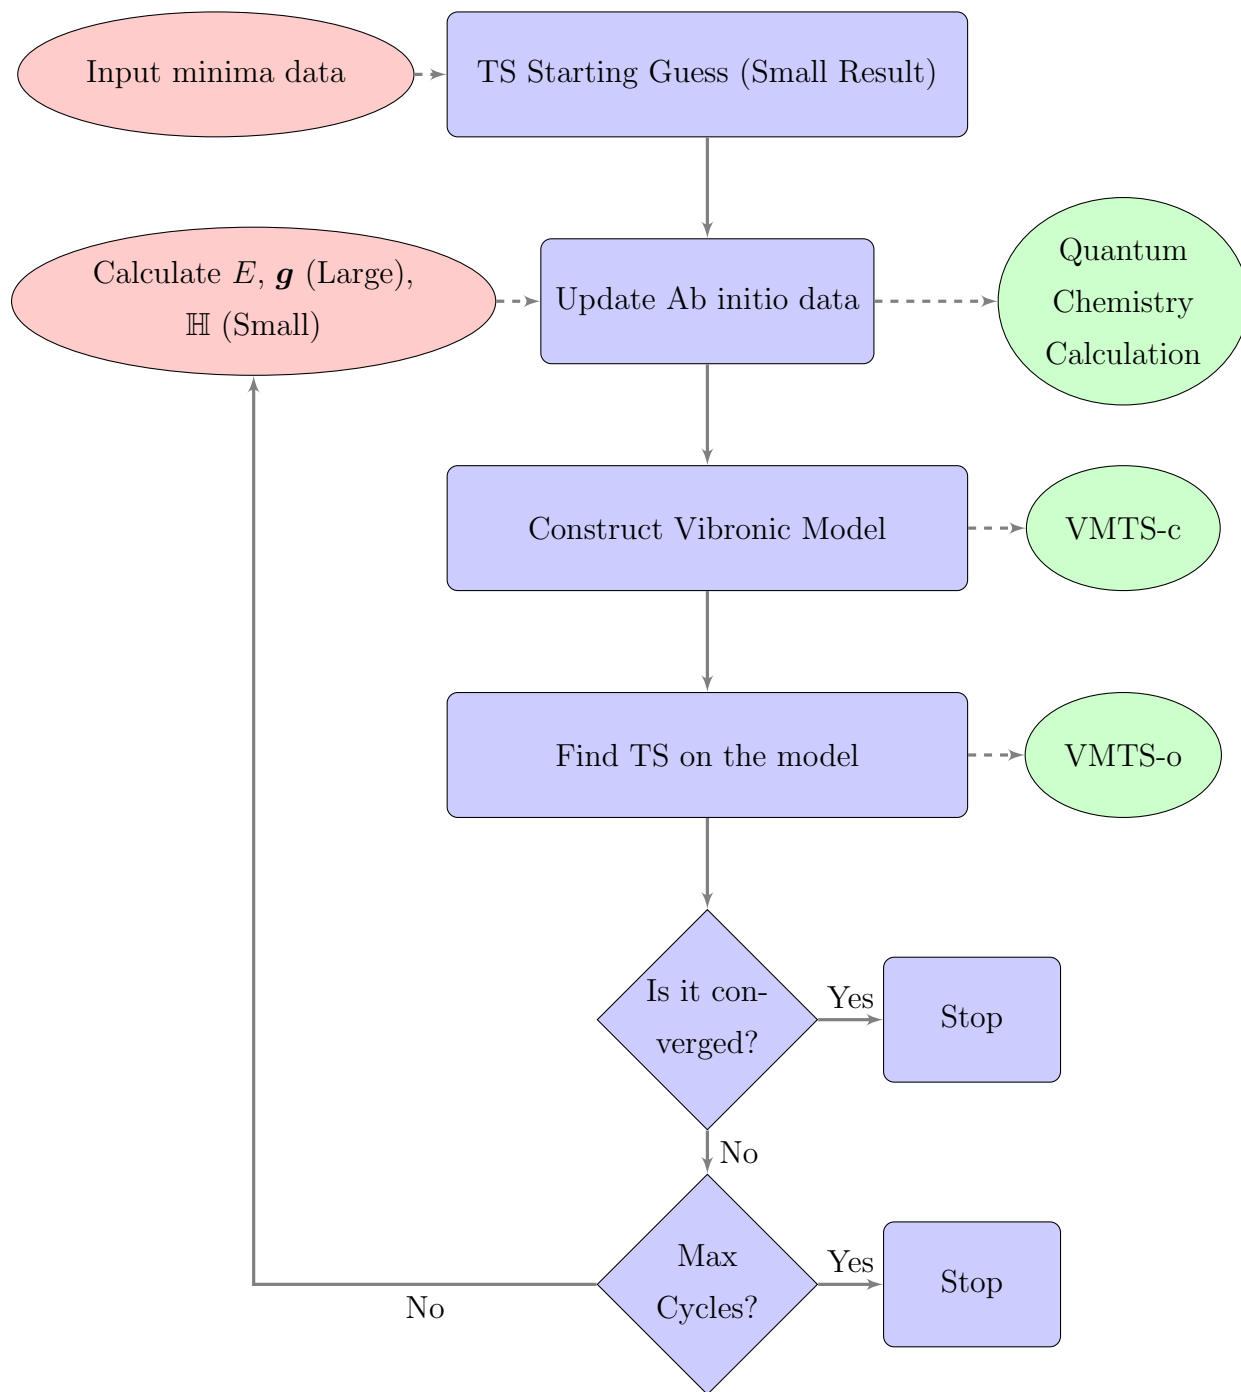 Input minima data
TS Starting Guess (Small Result)
Calculate E, g (Large),
ℍ (Small)
Update Ab initio data
Quantum
Chemistry
Calculation
Construct Vibronic Model
VMTS-c
Find TS on the model
VMTS-o
Is it con-
verged?
Yes
Stop
No
Max
Cycles?
Yes
Stop
No